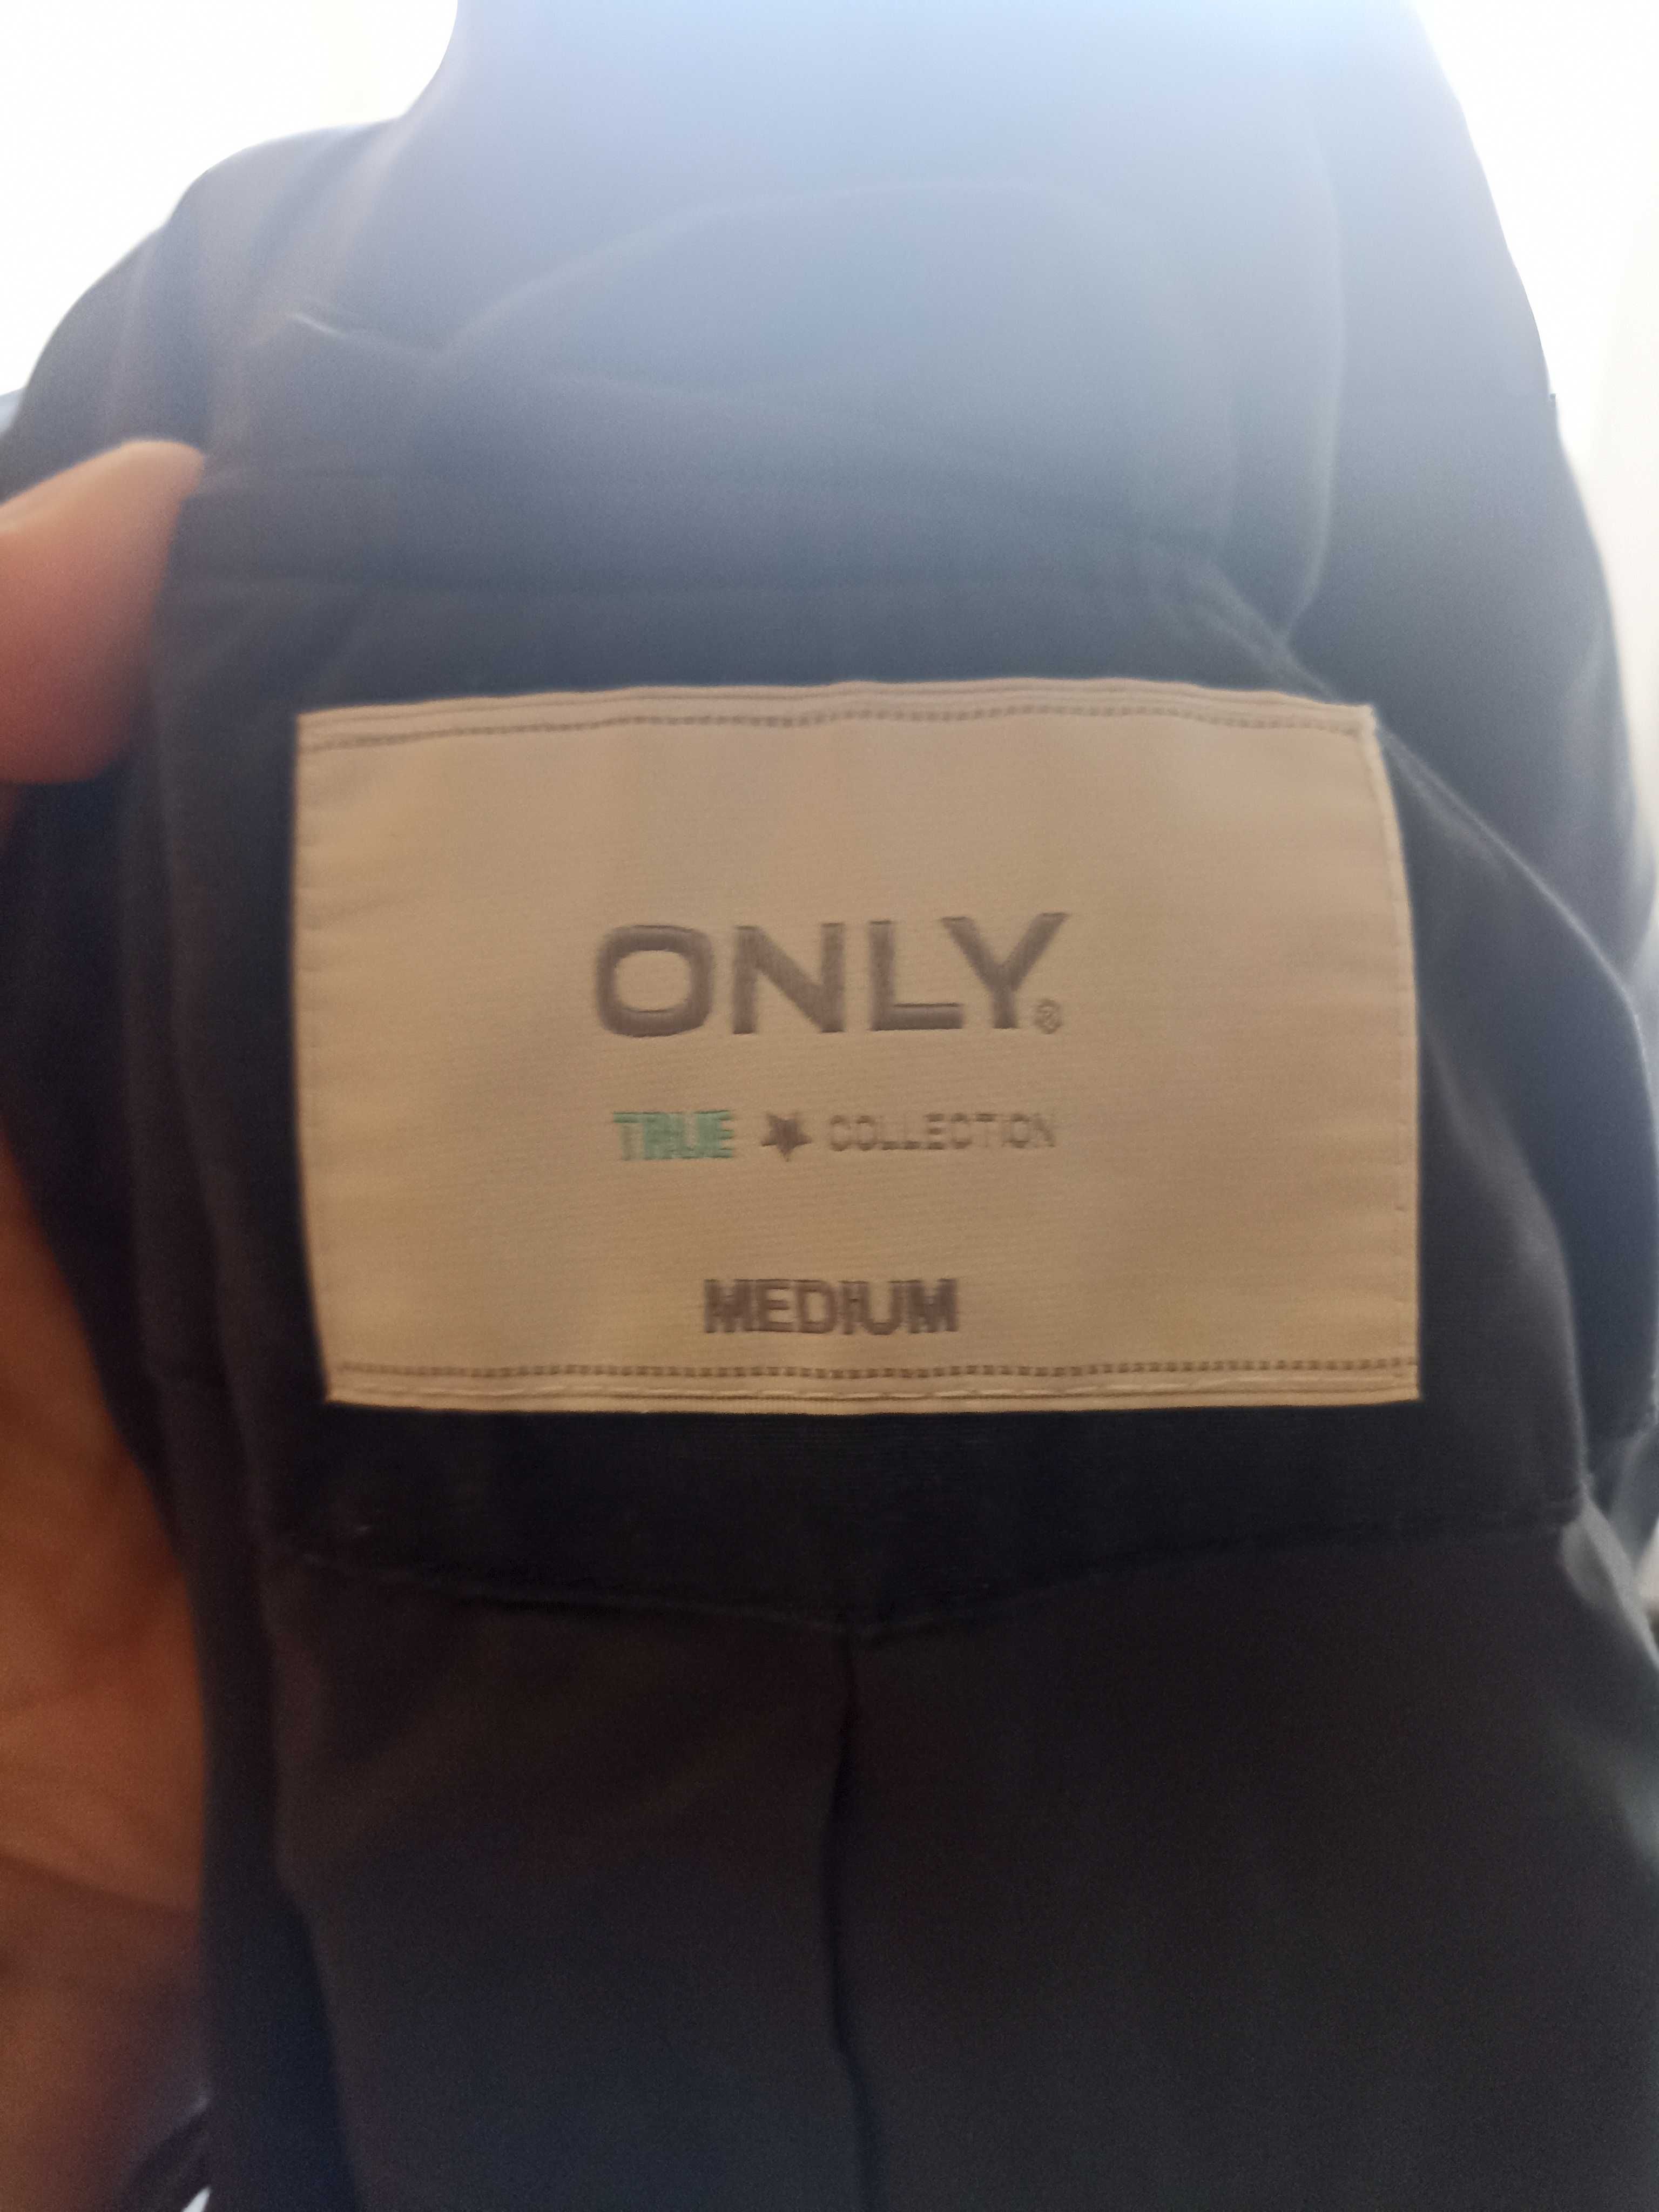 ONLY®
TRUE ★ COLLECTION
MEDIUM